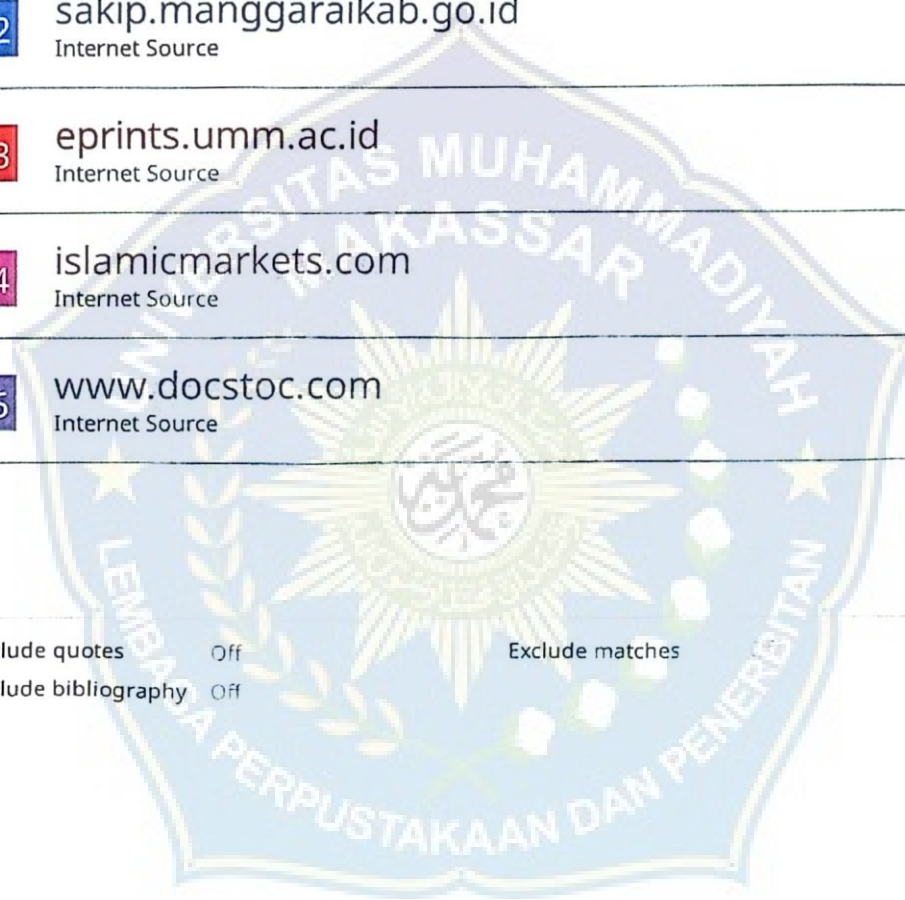 2
sakip.manggaraikab.go.id
Internet Source
3
eprints.umm.ac.id
Internet Source
4
islamicmarkets.com
Internet Source
5
www.docstoc.com
Internet Source
UNIVERSITAS MUHAMMADIYAH
MAKASSAR
lude quotes Off Exclude matches
lude bibliography Off
LEMBAGA PERPUSTAKAAN DAN PENERBITAN